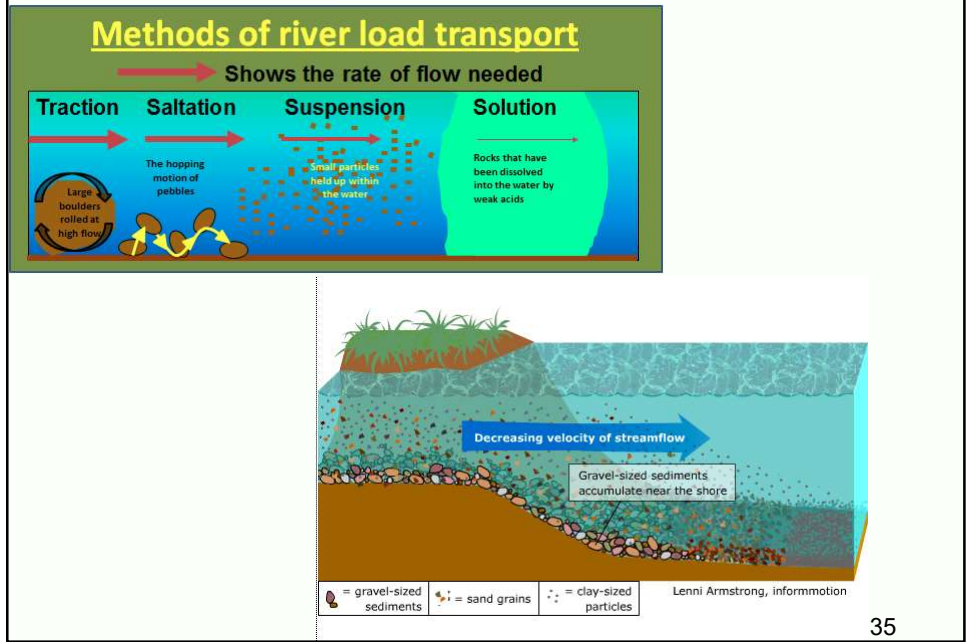 Methods of river load transport
Shows the rate of flow needed
Traction Saltation Suspension Solution
Large
boulders
rolled at
high flow
The hopping
motion of
pebbles
Small particles
held up within
the water
Rocks that have
been dissolved
into the water by
weak acids
Decreasing velocity of streamflow
Gravel-sized sediments
accumulate near the shore
= gravel-sized
sediments
= sand grains
= clay-sized
particles
Lenni Armstrong, informmotion
35